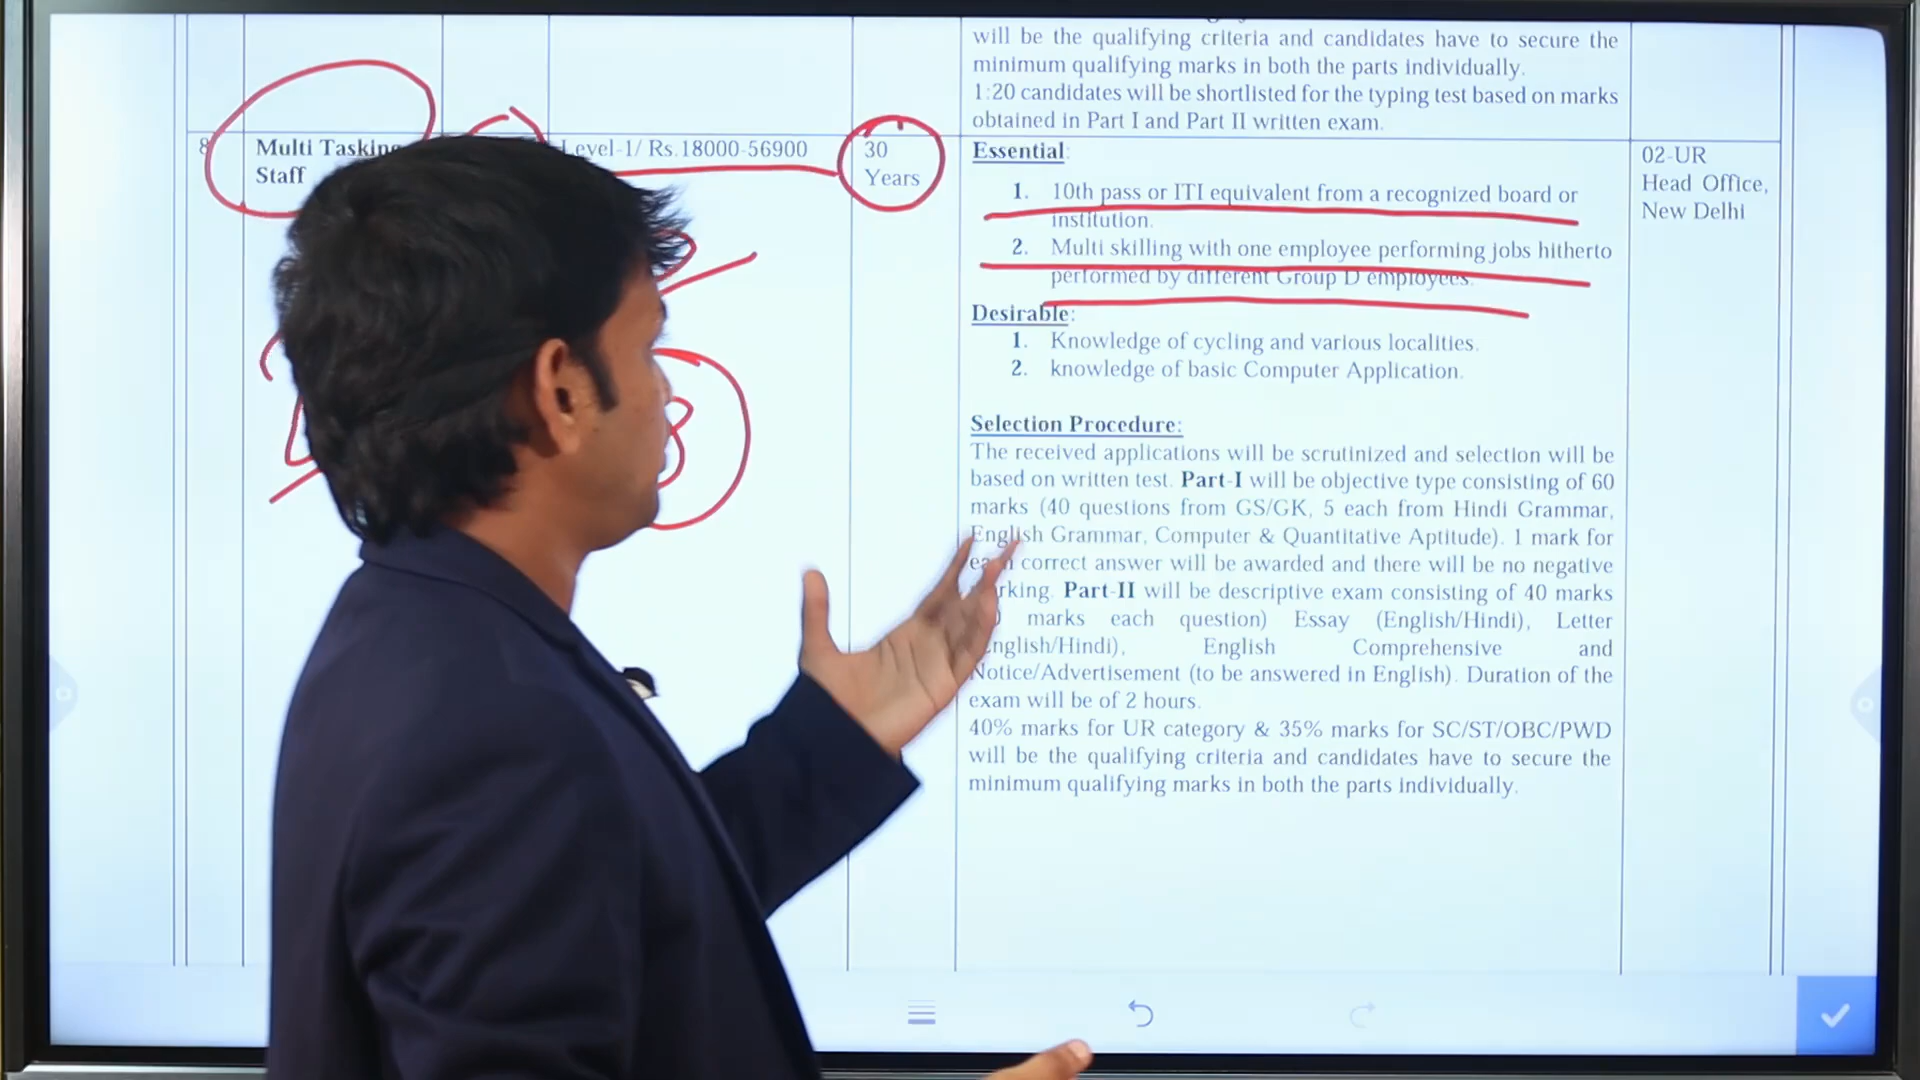 will be the qualifying criteria and candidates have to secure the
minimum qualifying marks in both the parts individually.
1:20 candidates will be shortlisted for the typing test based on marks
obtained in Part I and Part II written exam.
8
Multi Tasking
Staff
Level-1/ Rs.18000-56900
30
Years
Essential:
1. 10th pass or ITI equivalent from a recognized board or
institution.
2. Multi skilling with one employee performing jobs hitherto
performed by different Group D employees.
Desirable:
1. Knowledge of cycling and various localities.
2. knowledge of basic Computer Application.
Selection Procedure:
The received applications will be scrutinized and selection will be
based on written test. Part-I will be objective type consisting of 60
marks (40 questions from GS/GK, 5 each from Hindi Grammar,
English Grammar, Computer & Quantitative Aptitude). 1 mark for
each correct answer will be awarded and there will be no negative
marking. Part-II will be descriptive exam consisting of 40 marks
marks each question) Essay (English/Hindi), Letter
English/Hindi), English Comprehensive and
Notice/Advertisement (to be answered in English). Duration of the
exam will be of 2 hours.
40% marks for UR category & 35% marks for SC/ST/OBC/PWD
will be the qualifying criteria and candidates have to secure the
minimum qualifying marks in both the parts individually.
02-UR
Head Office,
New Delhi